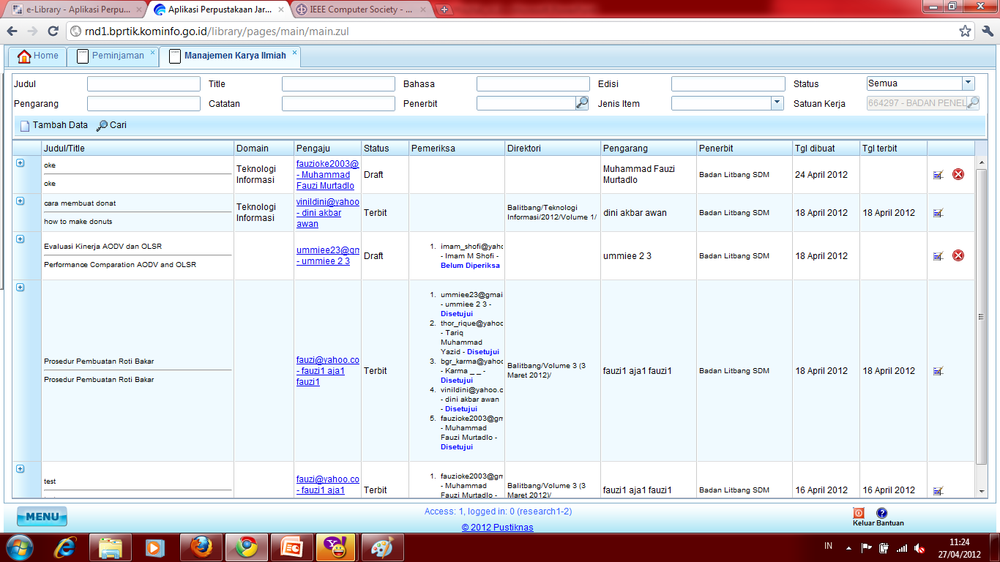 e-Library - Aplikasi Perpu...
Aplikasi Perpustakaan Jar...
IEEE Computer Society - ...
rnd1.bprtik.kominfo.go.id/library/pages/main/main.zul
Home
Peminjaman
Manajemen Karya Ilmiah
Judul Title Bahasa Edisi Status Semua
Pengarang Catatan Penerbit Jenis Item Satuan Kerja 664297 - BADAN PENEL
Tambah Data Cari
Judul/Title Domain Pengaju Status Pemeriksa Direktori Pengarang Penerbit Tgl dibuat Tgl terbit
oke
oke
Teknologi
Informasi
fauzioke2003@
- Muhammad
Fauzi Murtadlo
Draft
Muhammad Fauzi
Murtadlo
Badan Litbang SDM
24 April 2012
cara membuat donat
how to make donuts
Teknologi
Informasi
vinildini@yahoo
- dini akbar
awan
Terbit
Balitbang/Teknologi
Informasi/2012/Volume 1/
dini akbar awan
Badan Litbang SDM
18 April 2012
18 April 2012
Evaluasi Kinerja AODV dan OLSR
Performance Comparation AODV and OLSR
ummiee23@gm
- ummiee 2 3
Draft
1. imam_shofi@yaho
- Imam M Shofi -
Belum Diperiksa
ummiee 2 3
Badan Litbang SDM
18 April 2012
Prosedur Pembuatan Roti Bakar
Prosedur Pembuatan Roti Bakar
fauzi@yahoo.co
- fauzi1 aja1
fauzi1
Terbit
1. ummiee23@gmai
- ummiee 2 3 -
Disetujui
2. thor_rique@yahoo
- Tariq
Muhammad
Yazid - Disetujui
3. bgr_karma@yahoo
- Karma _ _ -
Disetujui
4. vinildini@yahoo.c
- dini akbar awan
- Disetujui
5. fauzioke2003@gm
- Muhammad
Fauzi Murtadlo -
Disetujui
Balitbang/Volume 3 (3
Maret 2012)/
fauzi1 aja1 fauzi1
Badan Litbang SDM
18 April 2012
18 April 2012
test
fauzi@yahoo.co
- fauzi1 aja1
Terbit
1. fauzioke2003@gm
- Muhammad
Fauzi Murtadlo -
Balitbang/Volume 3 (3
Maret 2012)/
fauzi1 aja1 fauzi1
Badan Litbang SDM
16 April 2012
16 April 2012
MENU
Access: 1, logged in: 0 (research1-2)
© 2012 Pustiknas
Keluar Bantuan
IN
11:24
27/04/2012